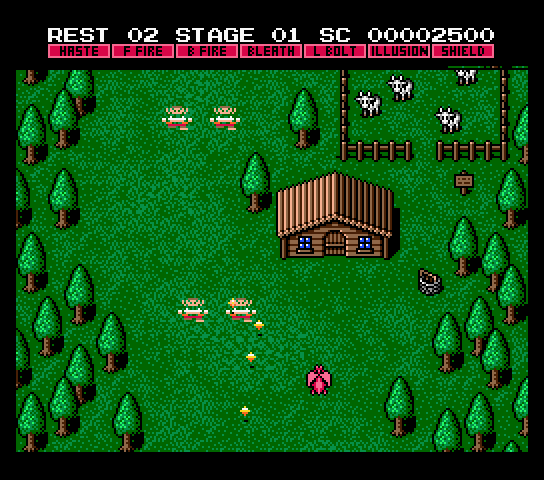 REST 02 STAGE 01 SC 00002500
HASTE F FIRE B FIRE BLEATH L BOLT ILLUSION SHIELD